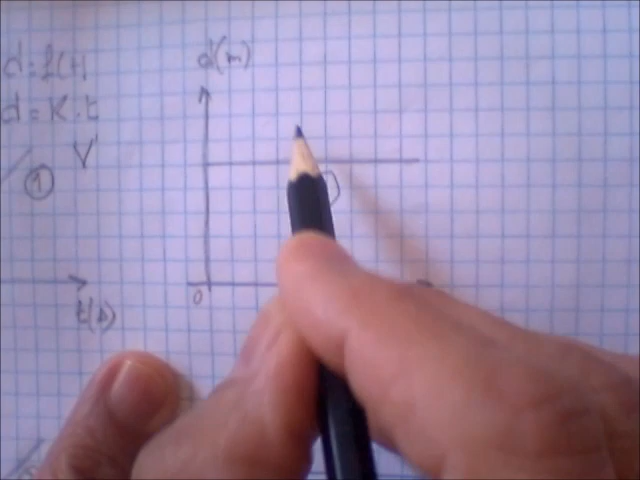 d=f(t)
d=K.t
V
1
t(s)
d(m)
0